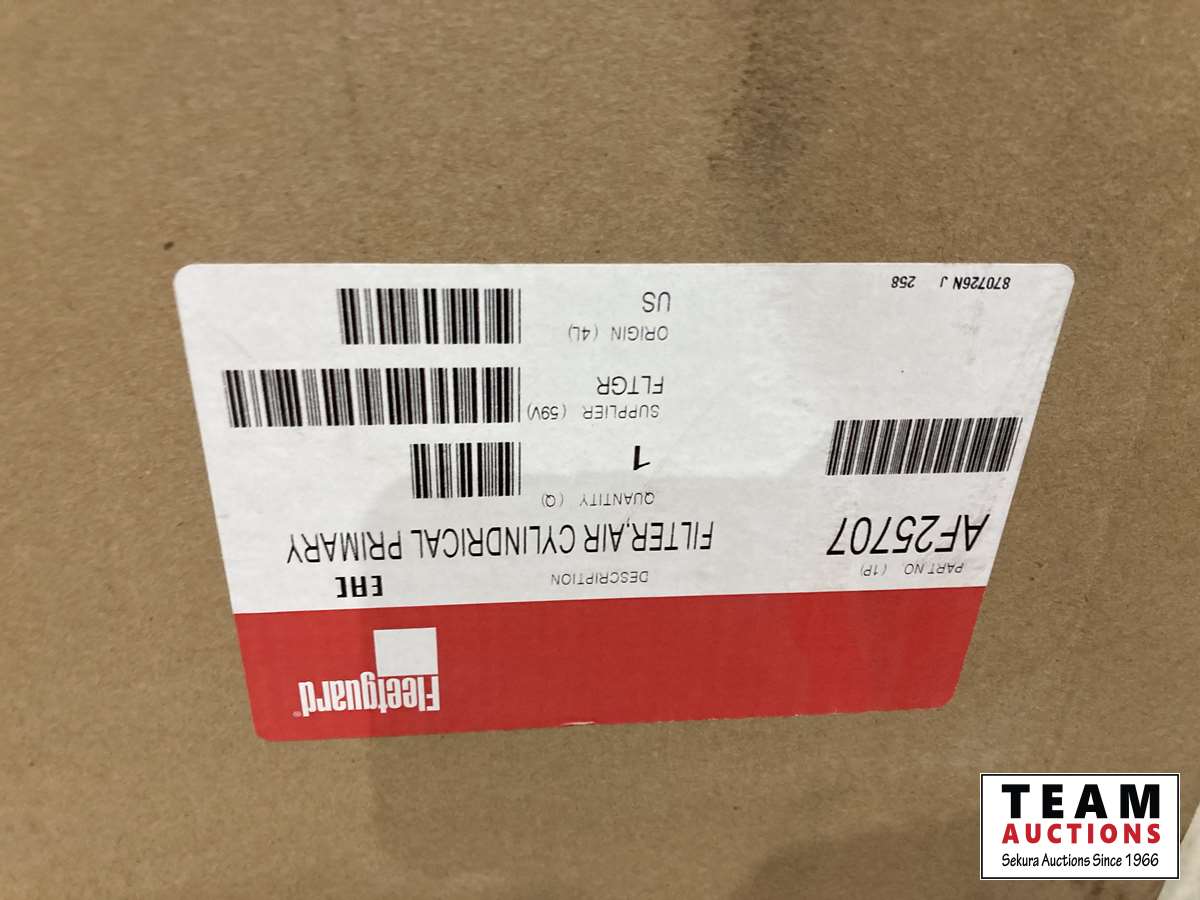 Fleetguard®
PART NO. (1P)
AF25707
DESCRIPTION
EAC
FILTER,AIR CYLINDRICAL PRIMARY
QUANTITY (Q)
1
SUPPLIER (59V)
FLTGR
ORIGIN (4L)
US
870726N J 258
TEAM
AUCTIONS
Sekura Auctions Since 1966